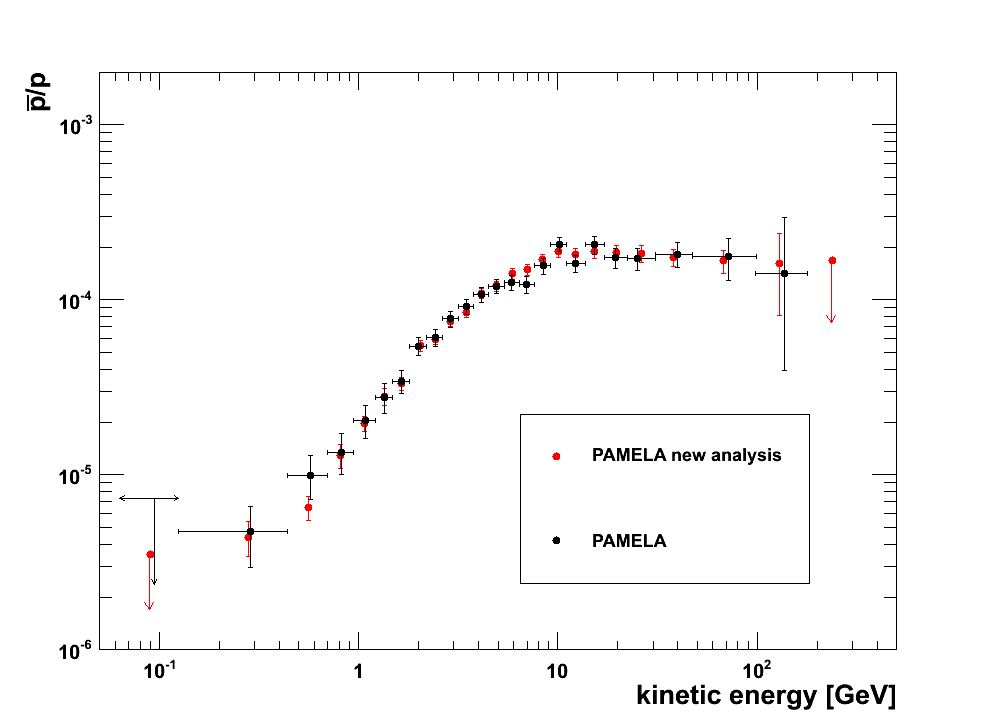 p̅/p
10⁻³
10⁻⁴
10⁻⁵
10⁻⁶
PAMELA new analysis
PAMELA
10⁻¹
1
10
10²
kinetic energy [GeV]